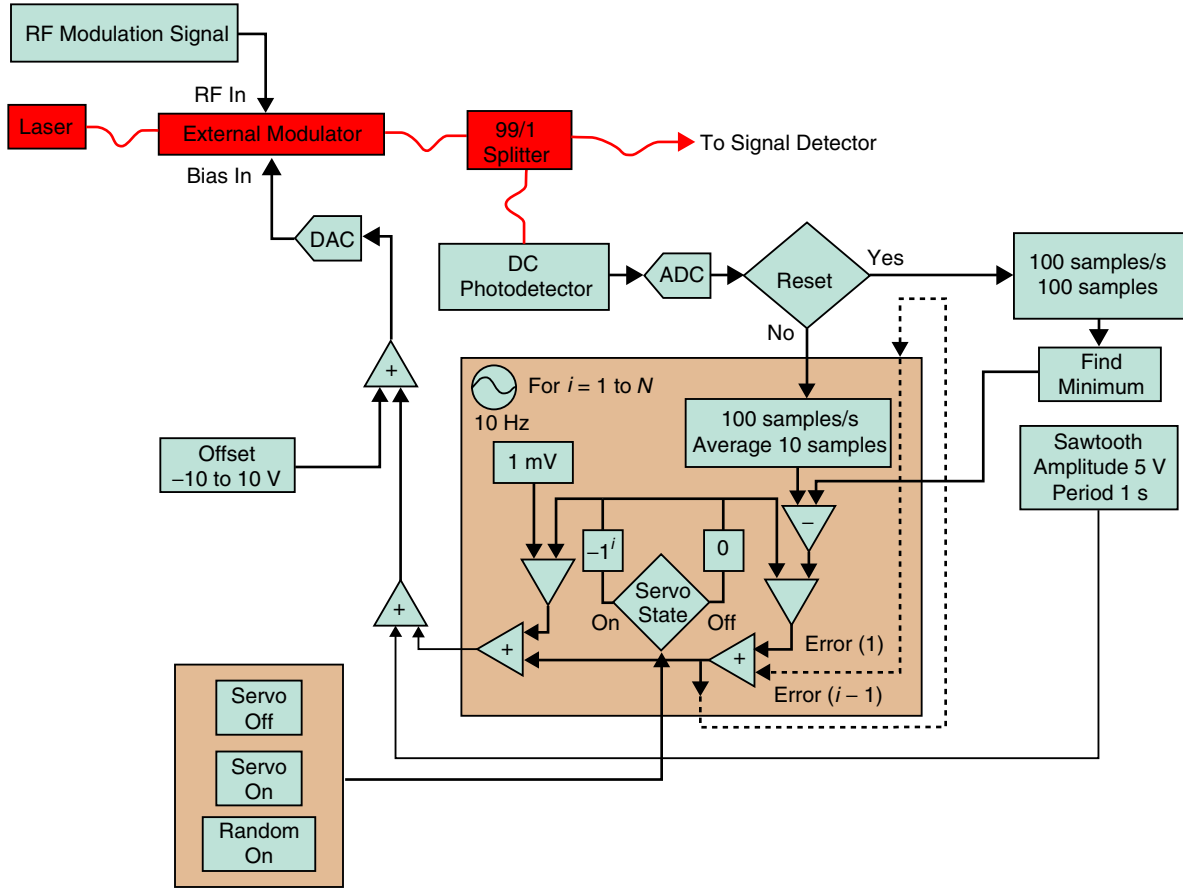 RF Modulation Signal
RF In
Laser
External Modulator
99/1
Splitter
To Signal Detector
Bias In
DAC
DC
Photodetector
ADC
Reset
Yes
No
100 samples/s
100 samples
Find
Minimum
For i = 1 to N
10 Hz
100 samples/s
Average 10 samples
Offset
–10 to 10 V
1 mV
Sawtooth
Amplitude 5 V
Period 1 s
–
+
–1^i
0
Servo
State
On
Off
+
+
+
Error (1)
Error (i – 1)
Servo
Off
Servo
On
Random
On